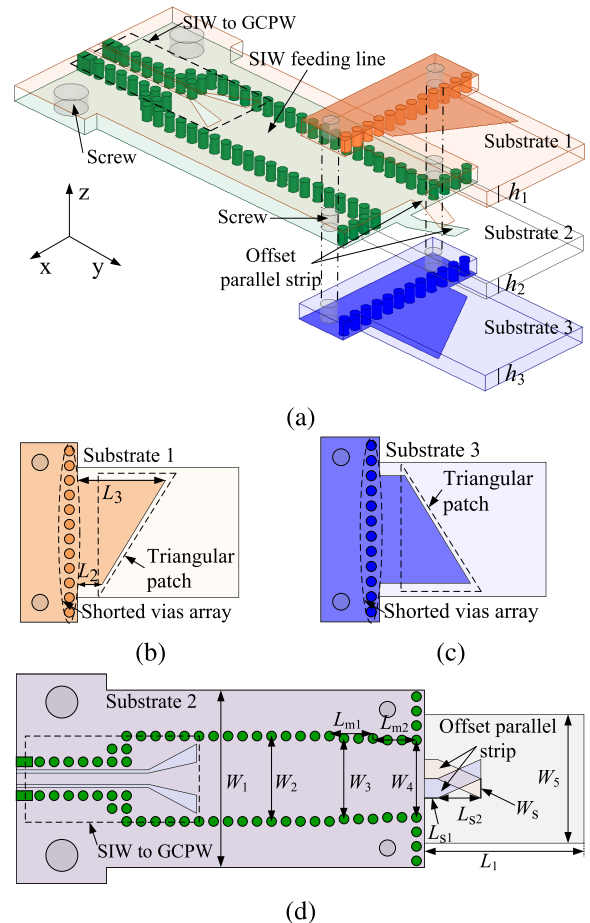 SIW to GCPW
SIW feeding line
Substrate 1
Screw
h1
z
Screw
Substrate 2
Offset
parallel strip
x
y
h2
Substrate 3
h3
(a)
Substrate 1
L3
Triangular
patch
L2
Shorted vias array
(b)
Substrate 3
Triangular
patch
Shorted vias array
(c)
Substrate 2
Lm1
Lm2
Offset parallel
strip
W1
W2
W3
W4
W5
Ws
Ls1
Ls2
SIW to GCPW
L1
(d)